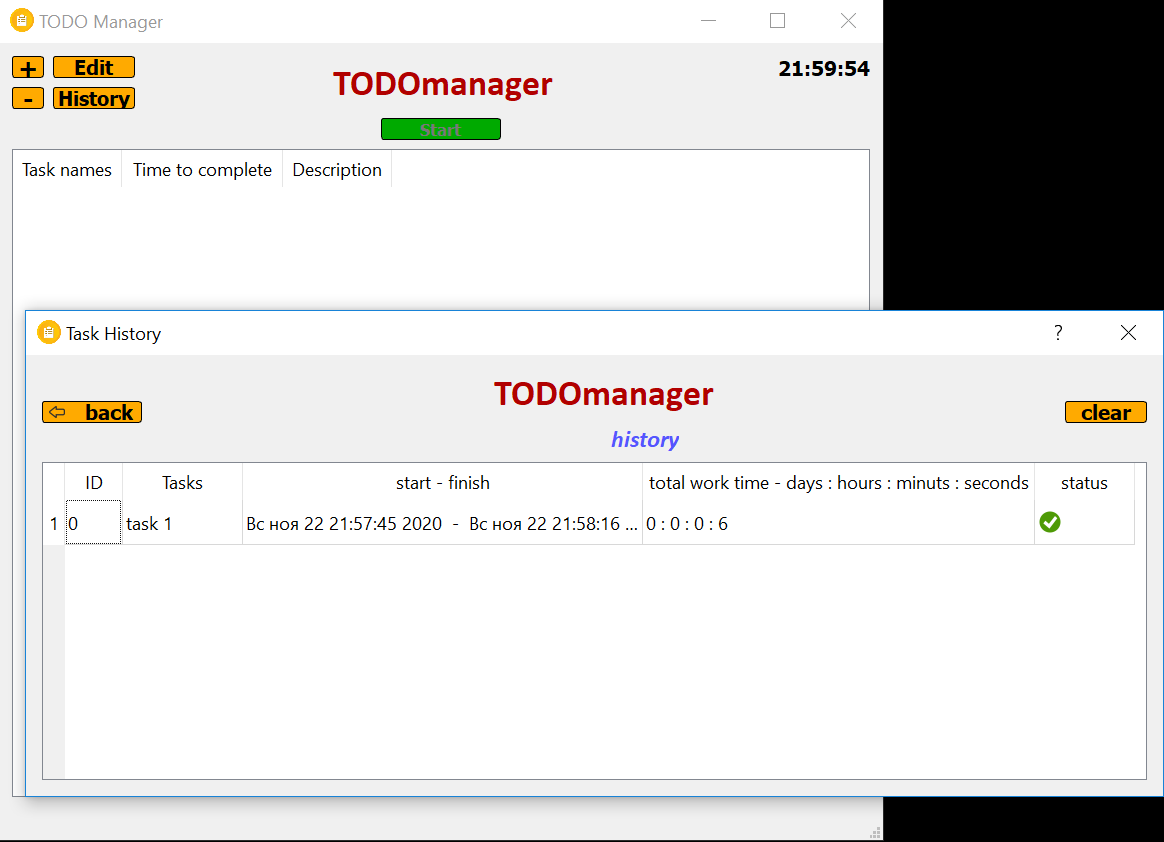 TODO Manager
+ Edit
TODOmanager
21:59:54
- History
Start
Task names Time to complete Description
Task History
?
TODOmanager
back
clear
history
ID Tasks start - finish total work time - days : hours : minuts : seconds status
1 0 task 1 Вс ноя 22 21:57:45 2020 - Вс ноя 22 21:58:16 ... 0 : 0 : 0 : 6